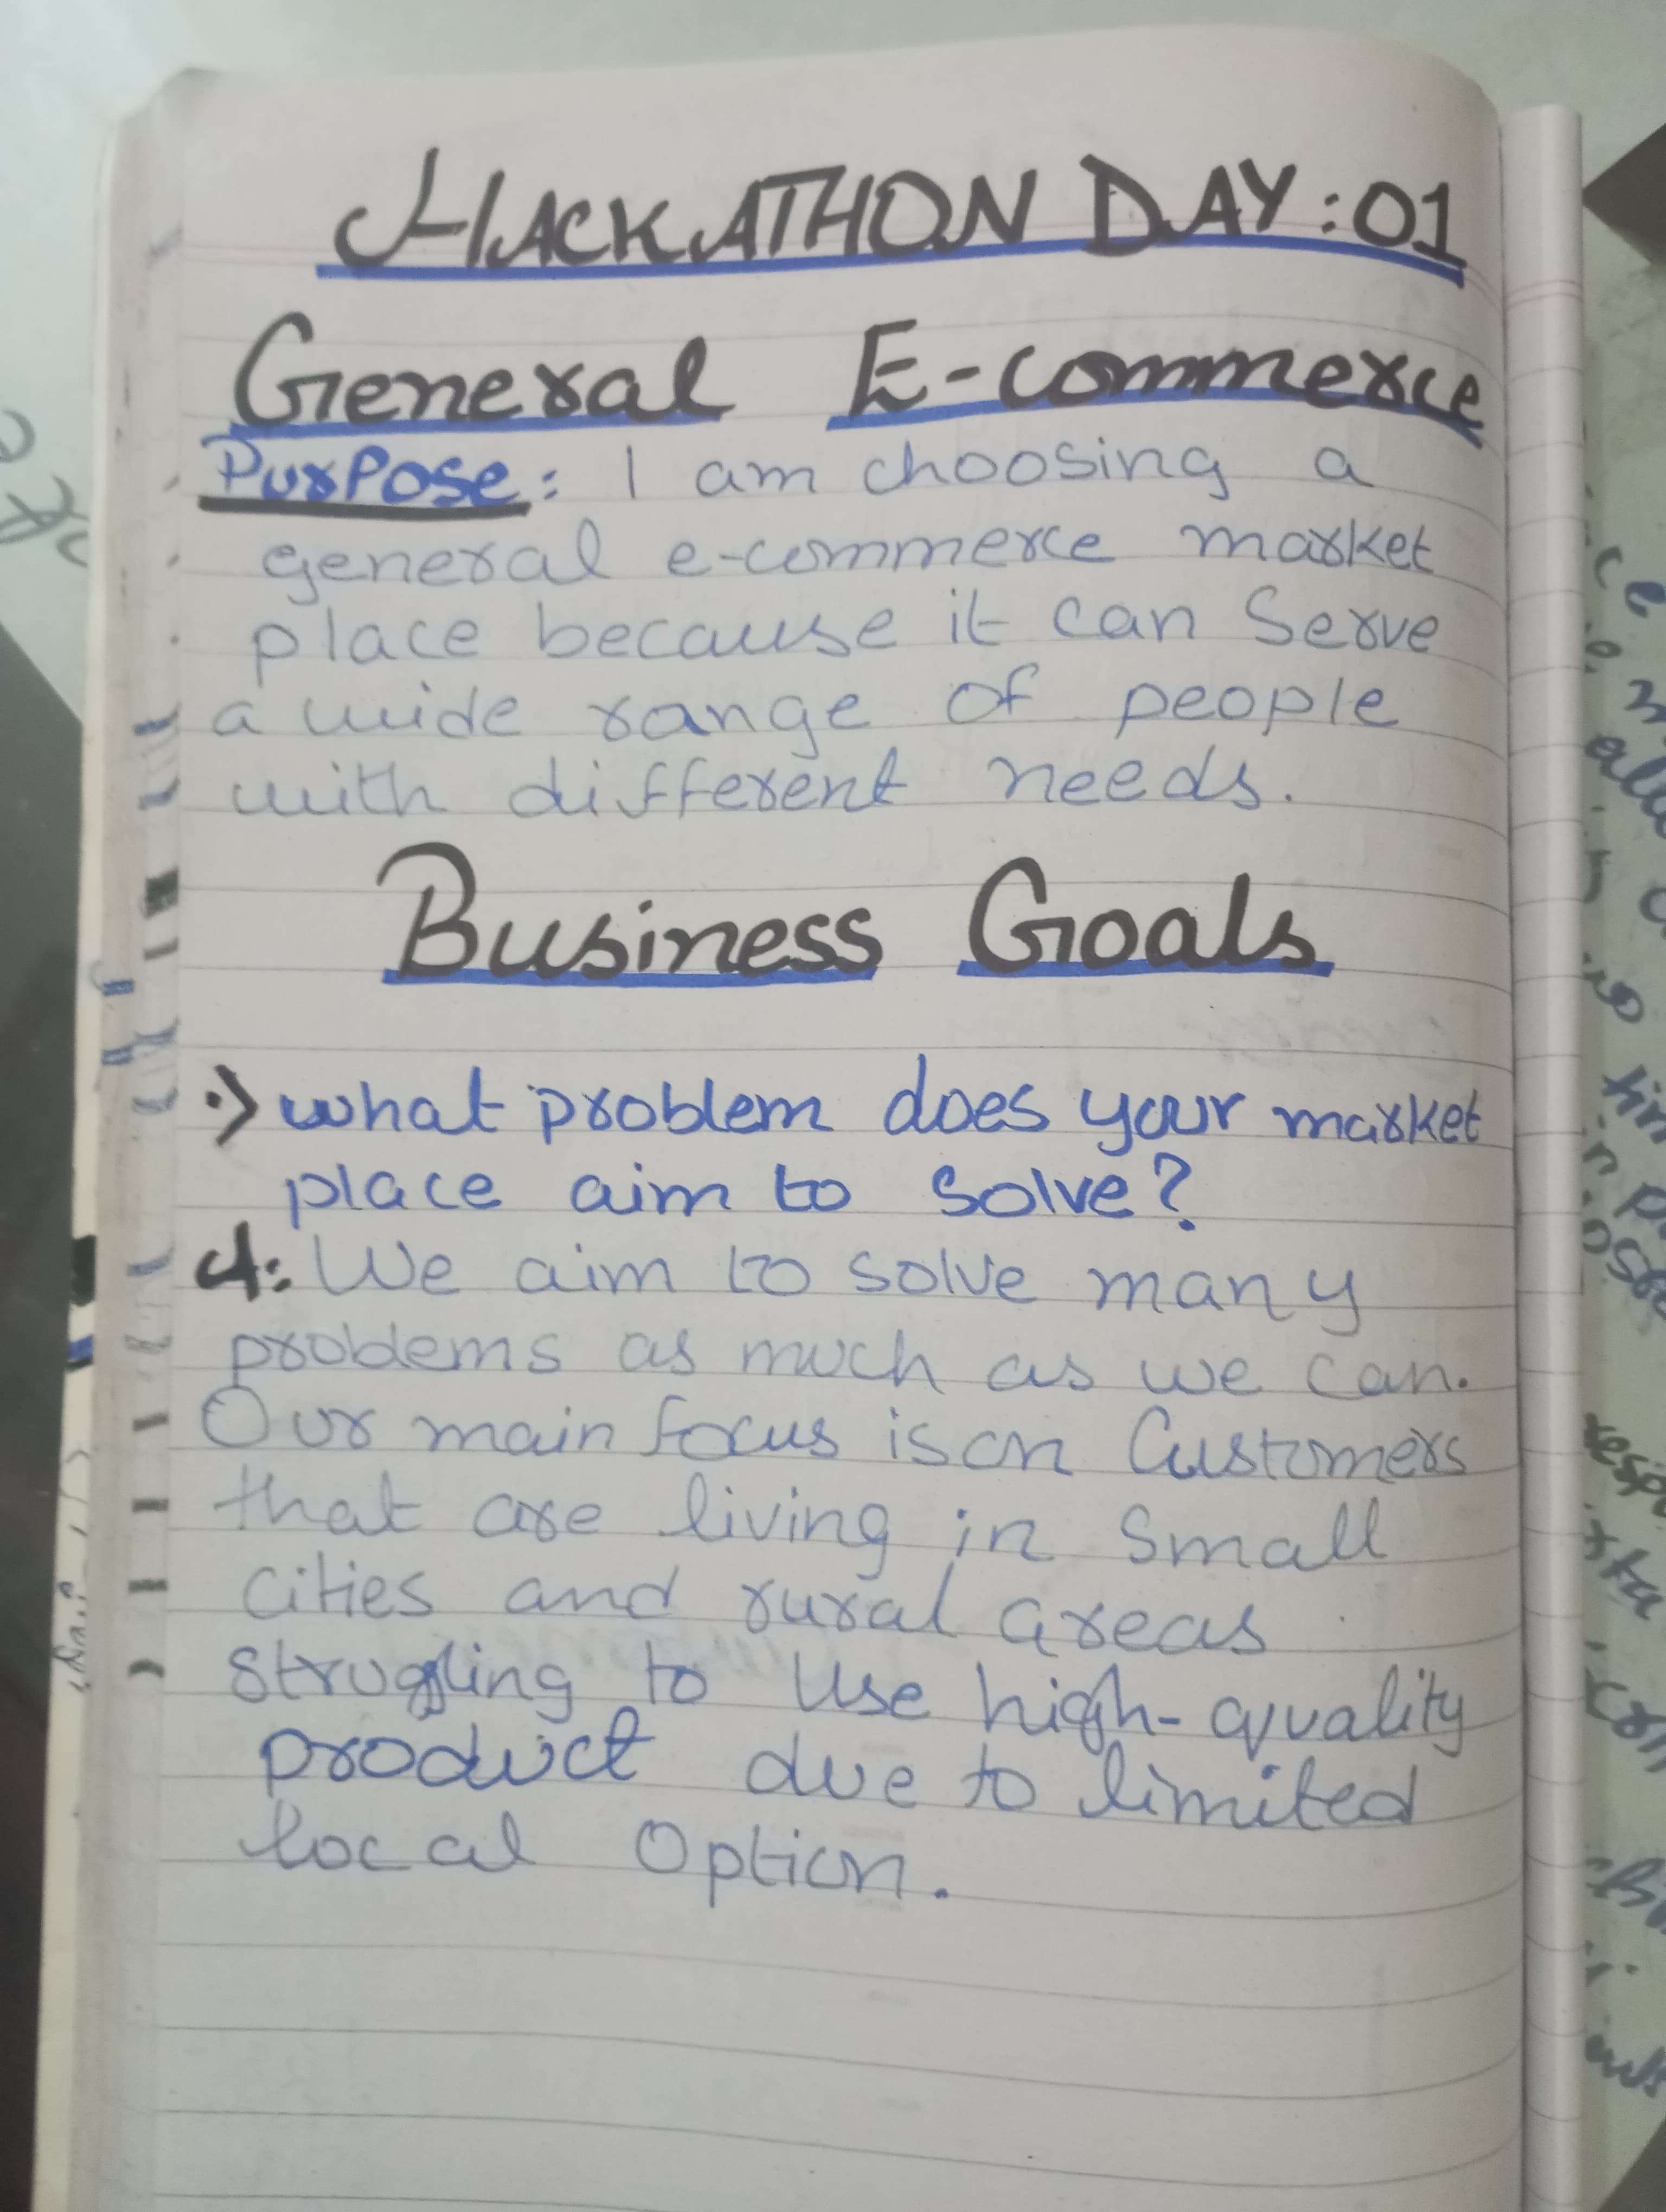 HACKATHON DAY:01
General E-commerce
Purpose: I am choosing a
general e-commerce market
place because it can Serve
a wide range of people
with different needs.
Business Goals
what problem does your market
place aim to solve?
We aim to solve many
problems as much as we can.
Our main focus is on Customers
that are living in Small
cities and rural areas
struggling to Use high-quality
product due to limited
local Option.